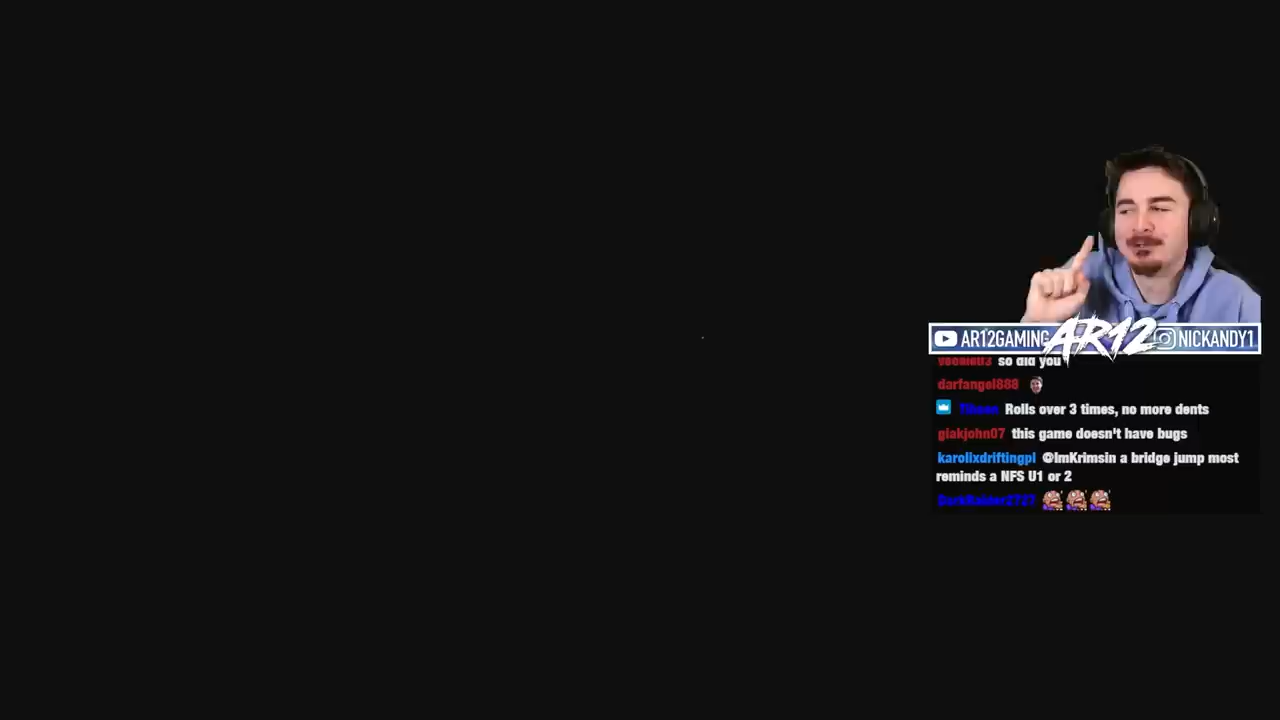 AR12GAMING AR12 NICKANDY1
so did you
darfangel888
Rolls over 3 times, no more dents
giakjohn07 this game doesn't have bugs
karolixdriftingpl @ImKrimsin a bridge jump most
reminds a NFS U1 or 2
DarkRaider2727